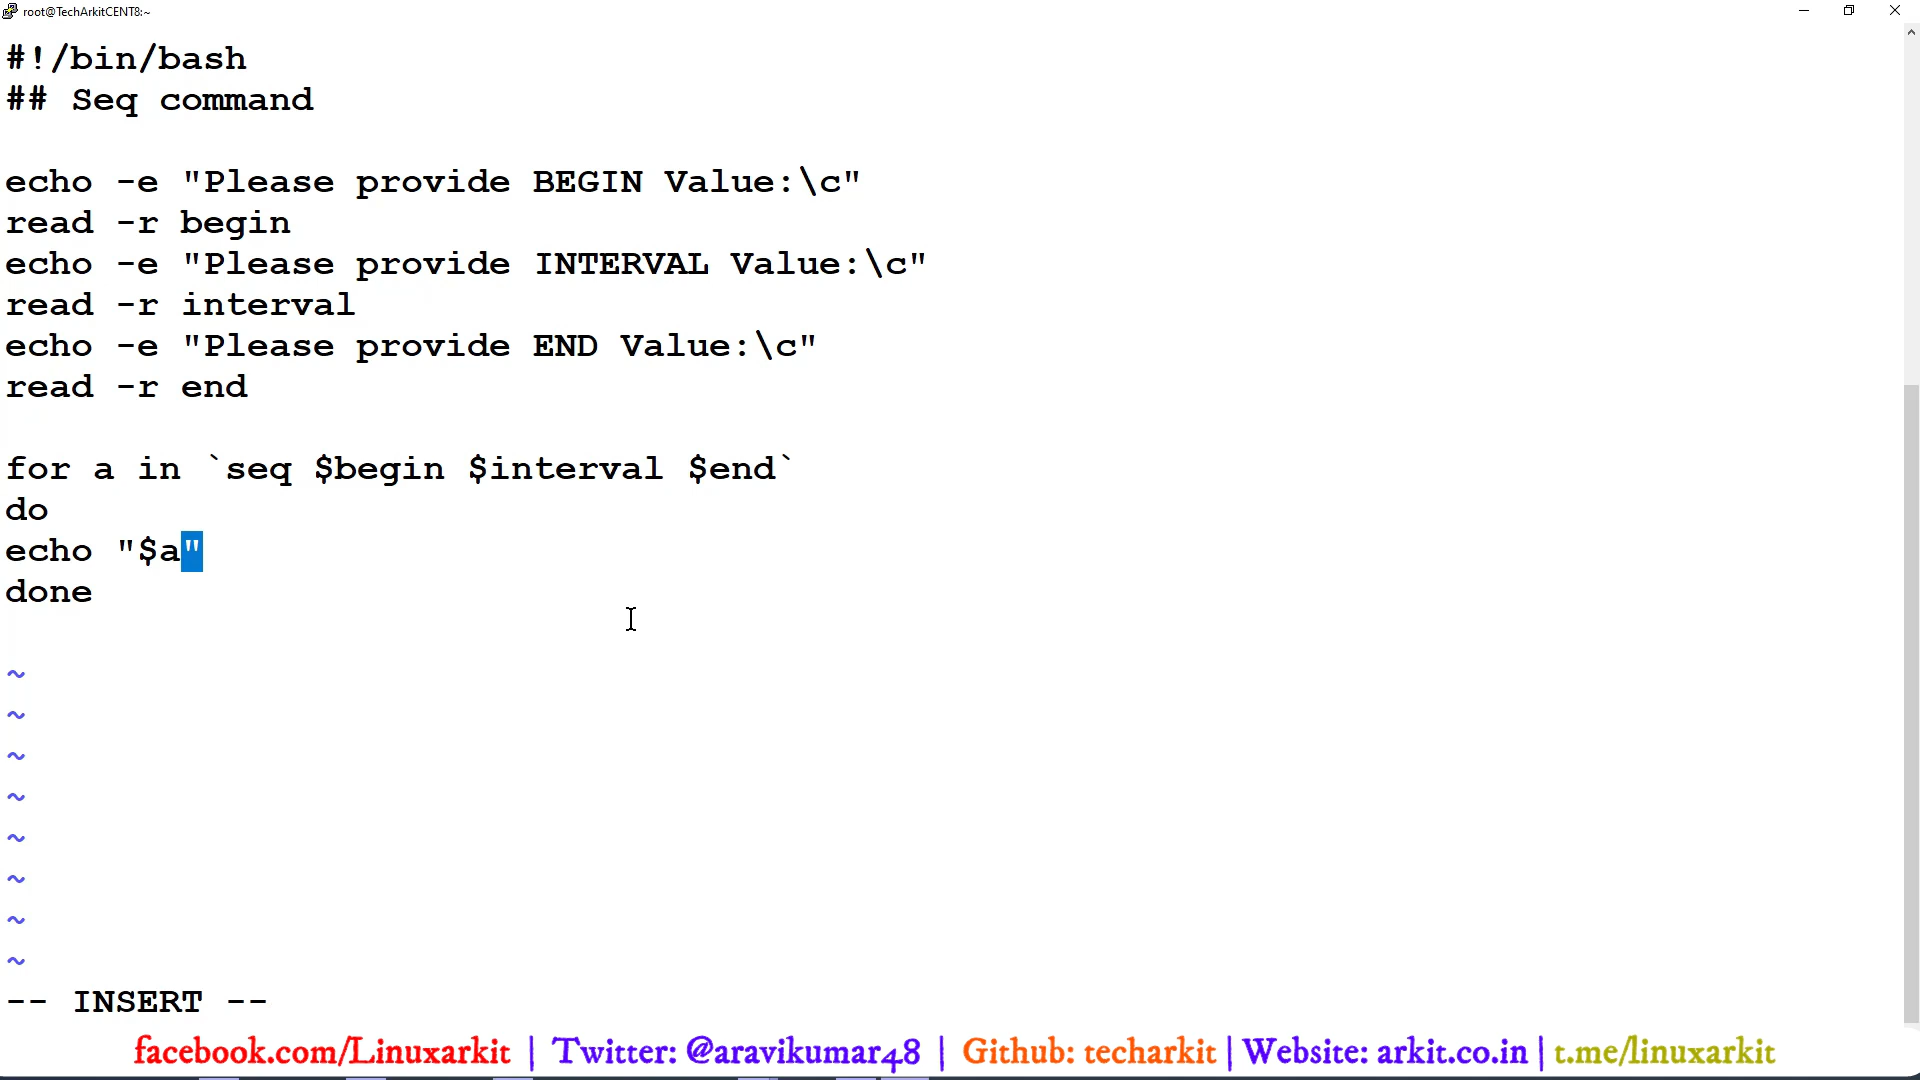 root@TechArkitCENT8:~
#!/bin/bash
## Seq command
echo -e "Please provide BEGIN Value:\c"
read -r begin
echo -e "Please provide INTERVAL Value:\c"
read -r interval
echo -e "Please provide END Value:\c"
read -r end
for a in `seq $begin $interval $end`
do
echo "$a"
done
~
~
~
~
~
~
~
~
-- INSERT --
facebook.com/Linuxarkit | Twitter: @aravikumar48 | Github: techarkit | Website: arkit.co.in | t.me/linuxarkit